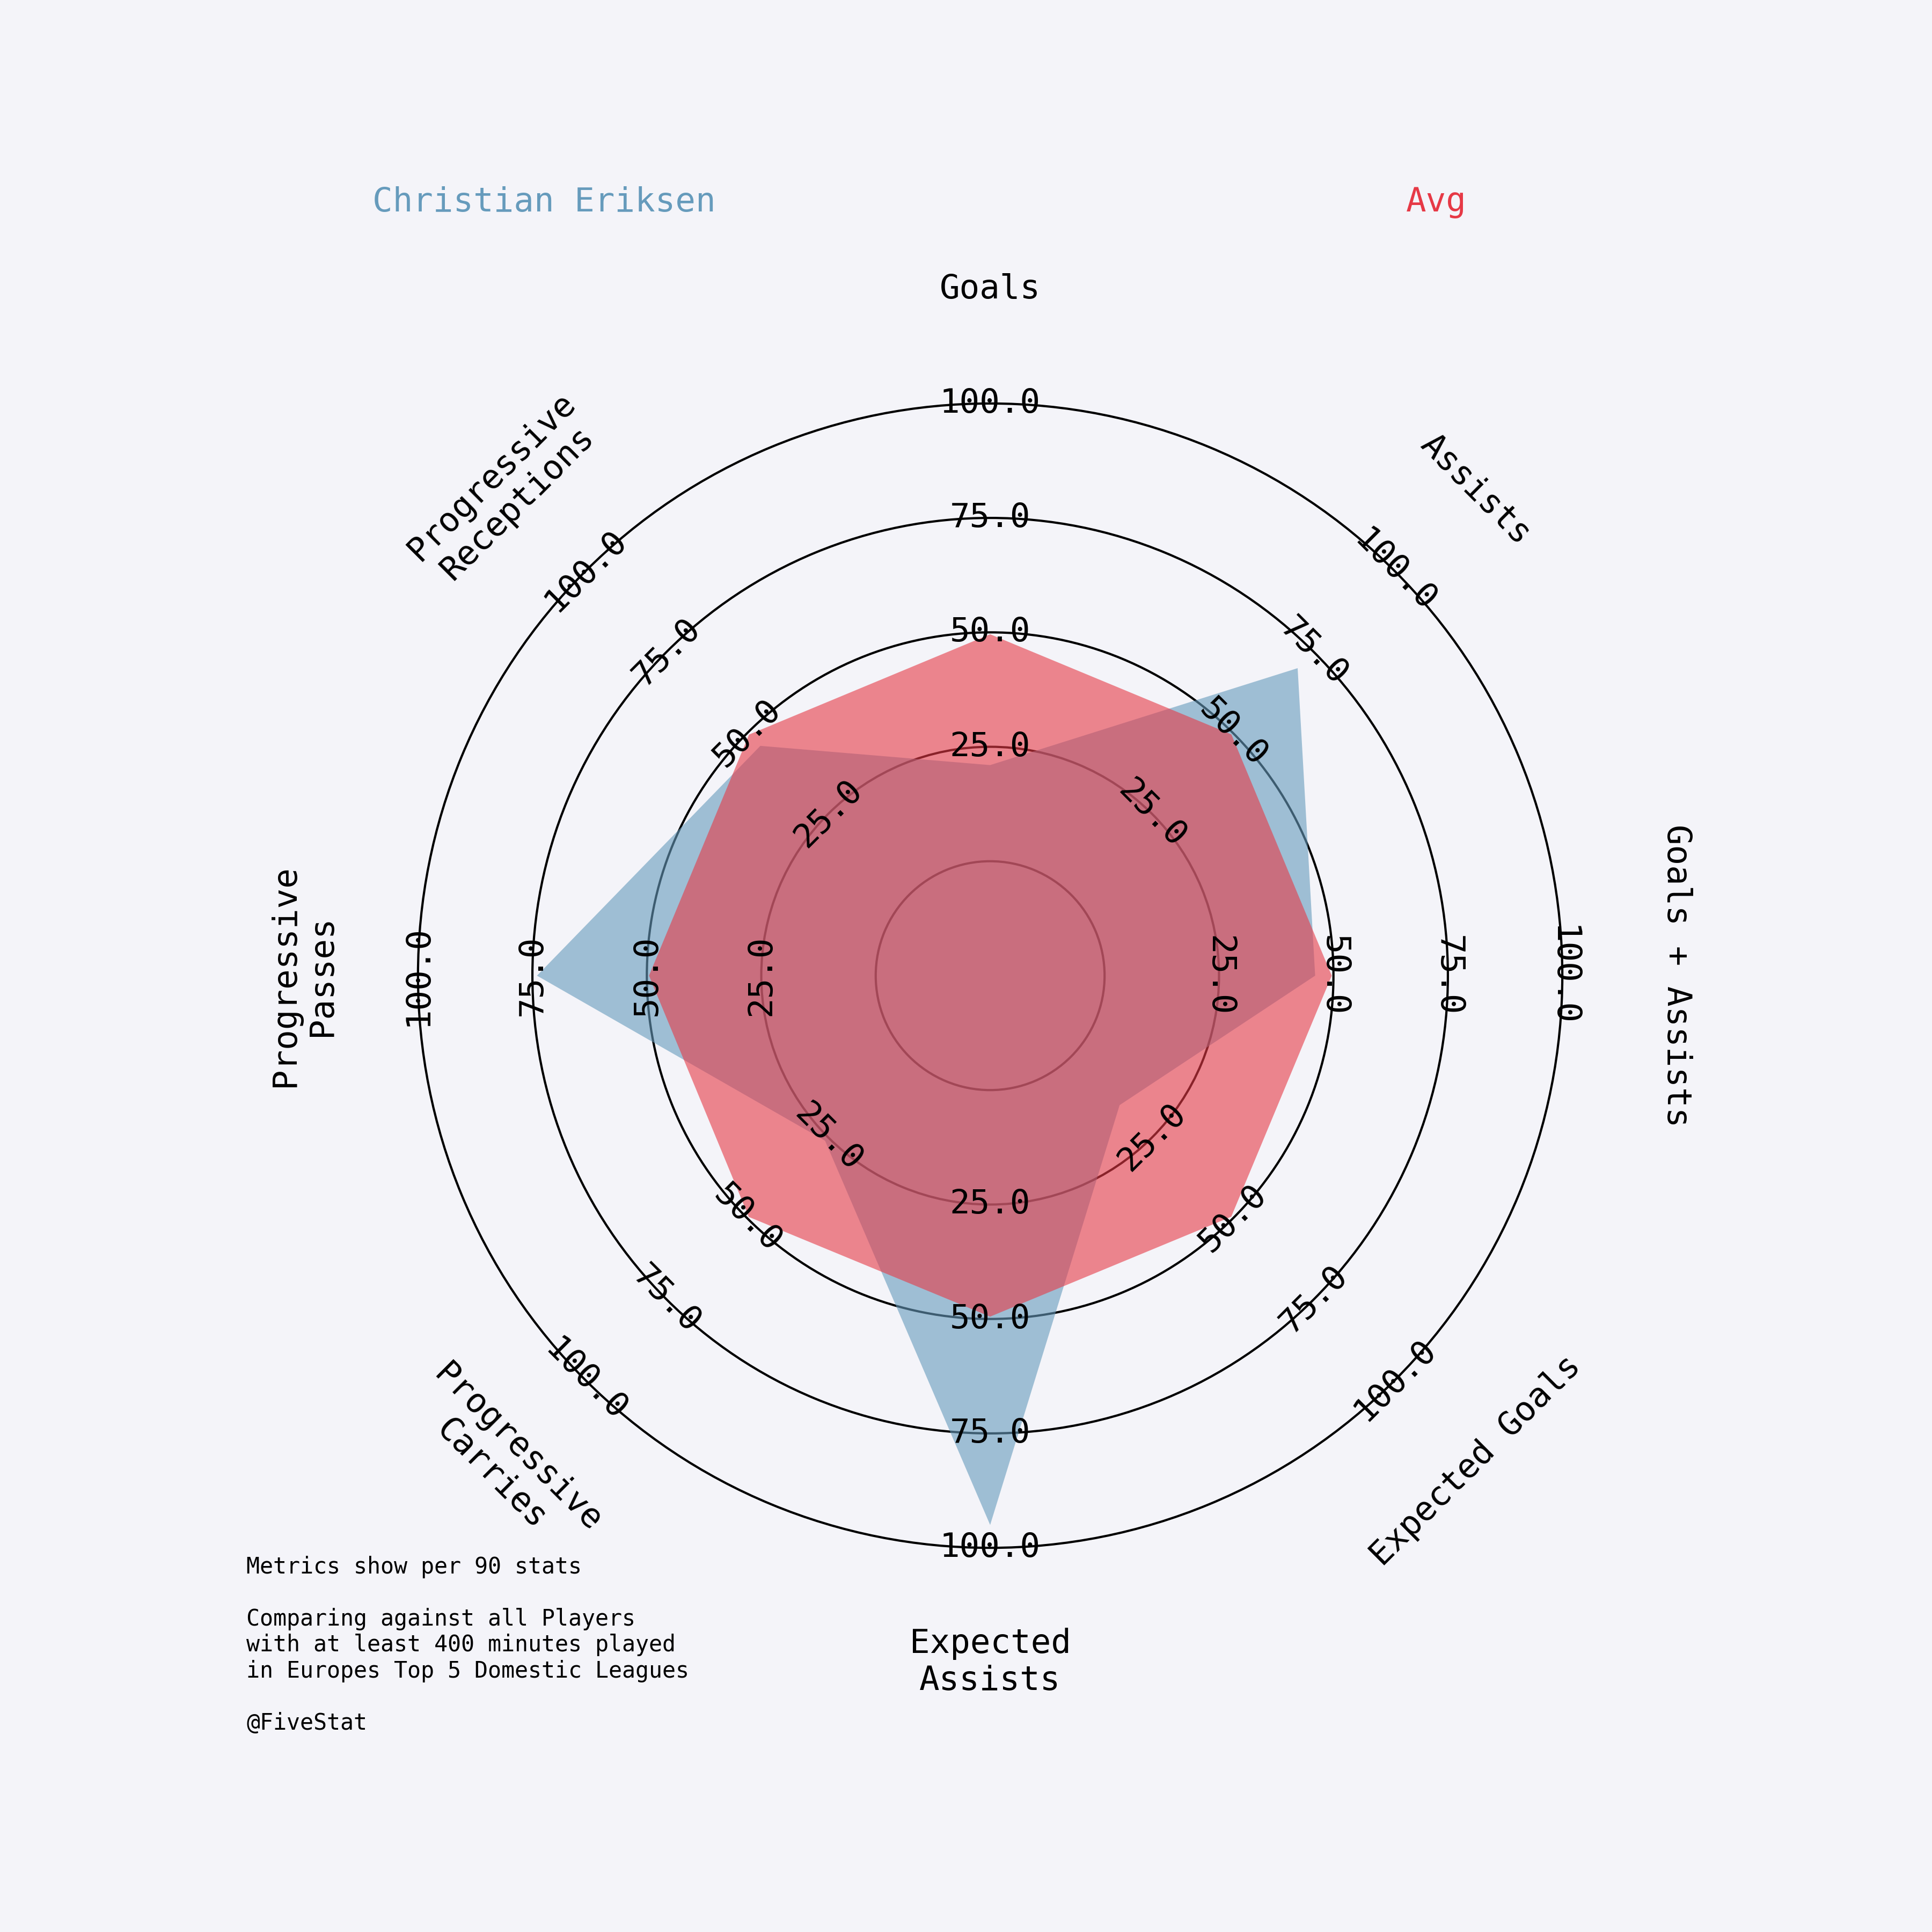 Christian Eriksen
Avg
Goals
Assists
Goals + Assists
Expected Goals
Expected
Assists
Progressive
Carries
Progressive
Passes
Progressive
Receptions
100.0
75.0
50.0
25.0
100.0
75.0
50.0
25.0
100.0
75.0
50.0
25.0
100.0
75.0
50.0
25.0
100.0
75.0
50.0
25.0
100.0
75.0
50.0
25.0
100.0
75.0
50.0
25.0
100.0
75.0
50.0
25.0
Metrics show per 90 stats
Comparing against all Players
with at least 400 minutes played
in Europes Top 5 Domestic Leagues
@FiveStat